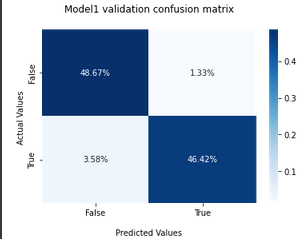 Model1 validation confusion matrix
False
48.67%
1.33%
True
3.58%
46.42%
Actual Values
False
True
Predicted Values
0.4
0.3
0.2
0.1